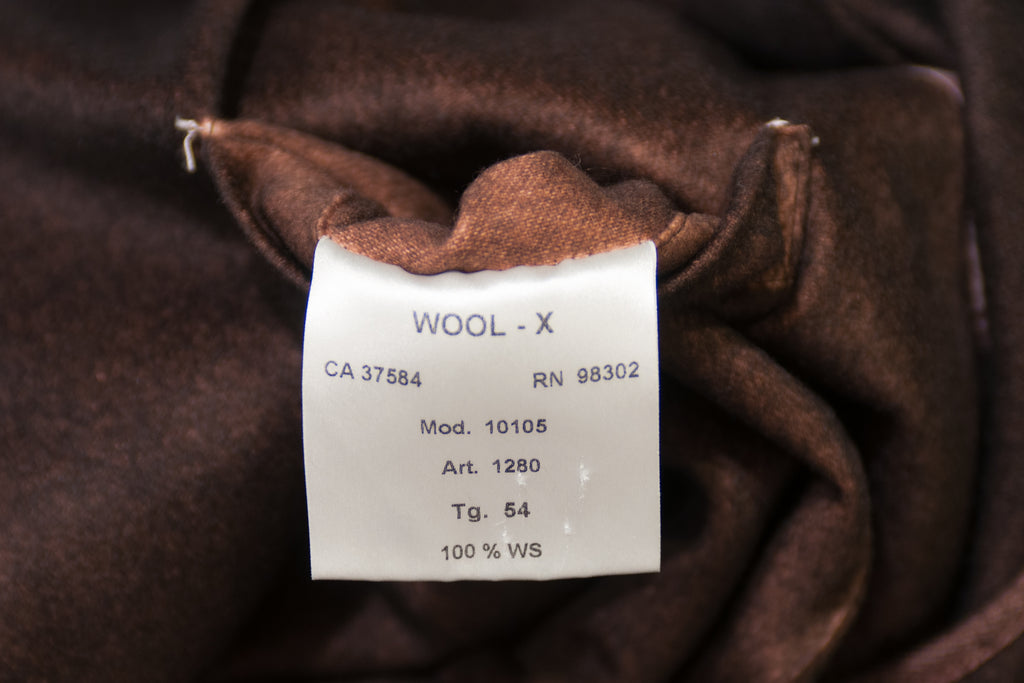 WOOL - X
CA 37584 RN 98302
Mod. 10105
Art. 1280
Tg. 54
100 % WS